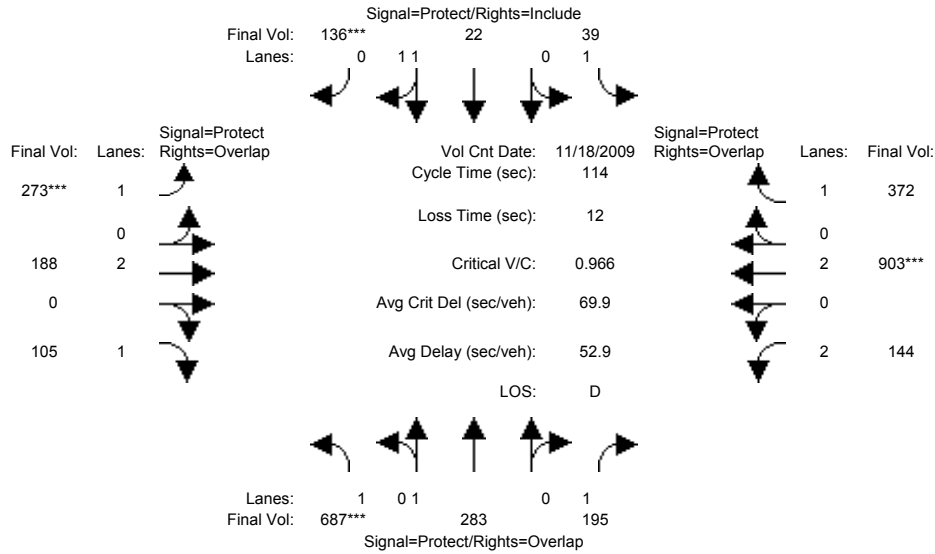 Signal=Protect/Rights=Include
Final Vol: 136*** 22 39
Lanes: 0 1 1 0 1
Signal=Protect
Final Vol: Lanes: Rights=Overlap
Vol Cnt Date: 11/18/2009
Signal=Protect
Rights=Overlap Lanes: Final Vol:
Cycle Time (sec): 114
273*** 1
1 372
Loss Time (sec): 12
0
0
188 2
Critical V/C: 0.966
2 903***
0
Avg Crit Del (sec/veh): 69.9
0
105 1
Avg Delay (sec/veh): 52.9
2 144
LOS: D
Lanes: 1 0 1 0 1
Final Vol: 687*** 283 195
Signal=Protect/Rights=Overlap